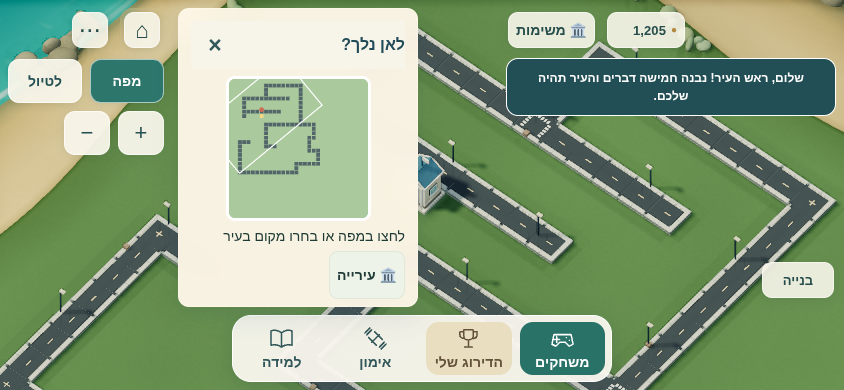 1,205
משימות
שלום, ראש העיר! נבנה חמישה דברים והעיר תהיה
שלכם.
לאן נלך?
מפה
לטיול
לחצו במפה או בחרו מקום בעיר
עירייה
בנייה
משחקים
הדירוג שלי
אימון
למידה